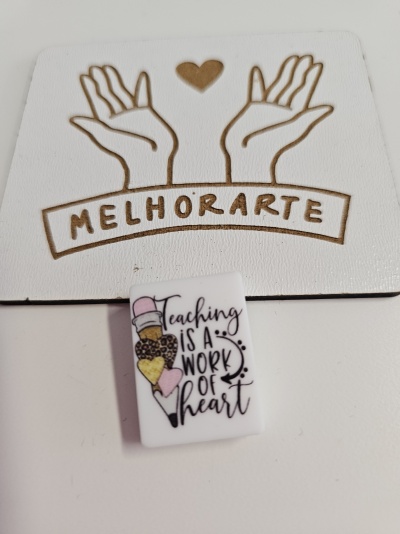 MELHORARTE
Teaching
is A
WORK
OF
heart